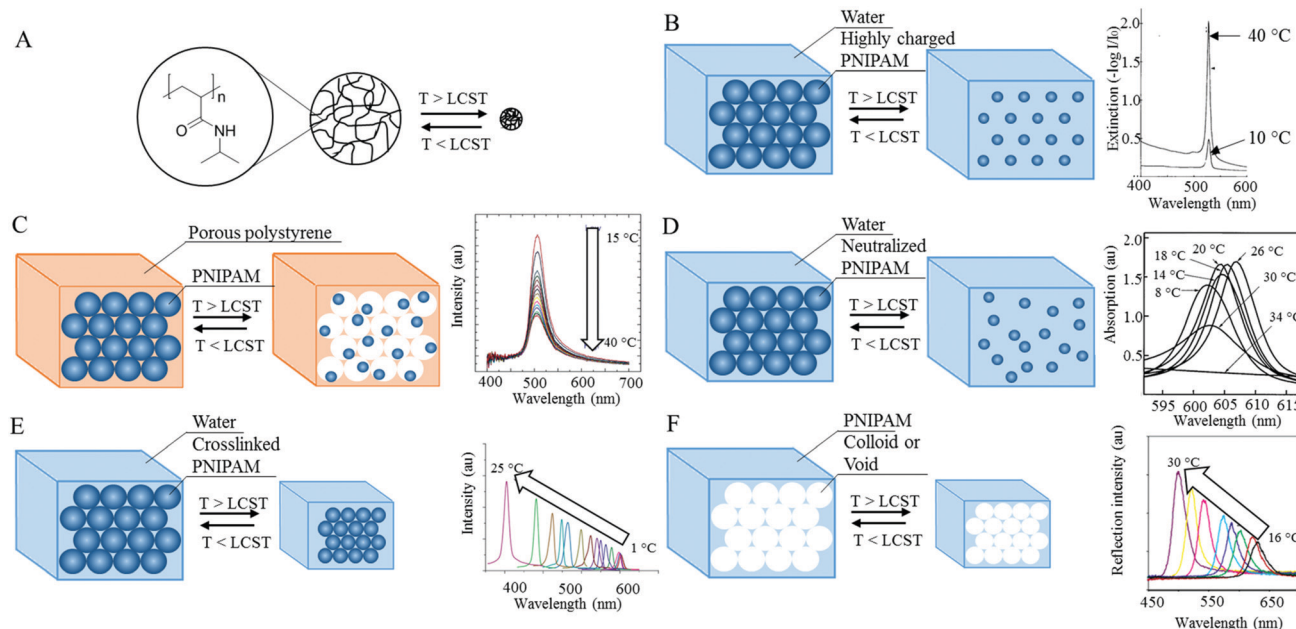 A
n
O
NH
T > LCST
T < LCST
B
Water
Highly charged
PNIPAM
T > LCST
T < LCST
Extinction (-log I/I₀)
2.0
1.5
1.0
0.5
40 °C
10 °C
400
500
600
Wavelength (nm)
C
Porous polystyrene
PNIPAM
T > LCST
T < LCST
Intensity (au)
15 °C
40 °C
400
500
600
700
Wavelength (nm)
D
Water
Neutralized
PNIPAM
T > LCST
T < LCST
Absorption (au)
2.0
1.5
1.0
0.5
20 °C
26 °C
18 °C
30 °C
14 °C
8 °C
34 °C
595
600
605
610
615
Wavelength (nm)
E
Water
Crosslinked
PNIPAM
T > LCST
T < LCST
Intensity (au)
25 °C
1 °C
400
500
600
Wavelength (nm)
F
PNIPAM
Colloid or
Void
T > LCST
T < LCST
Reflection intensity (au)
30 °C
16 °C
450
550
650
Wavelength (nm)